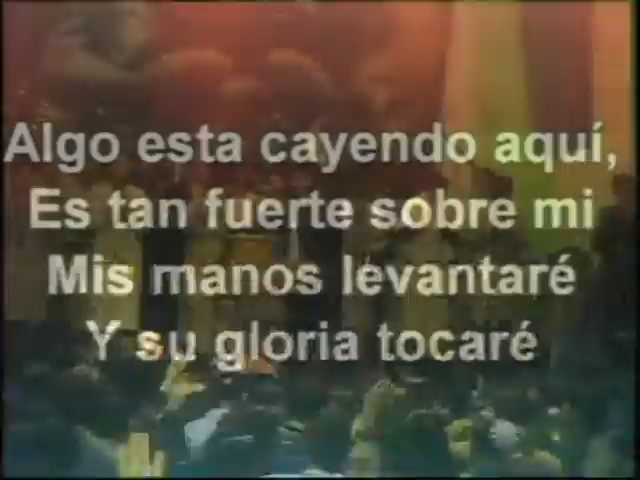 Algo esta cayendo aquí,
Es tan fuerte sobre mi
Mis manos levantaré
Y su gloria tocaré